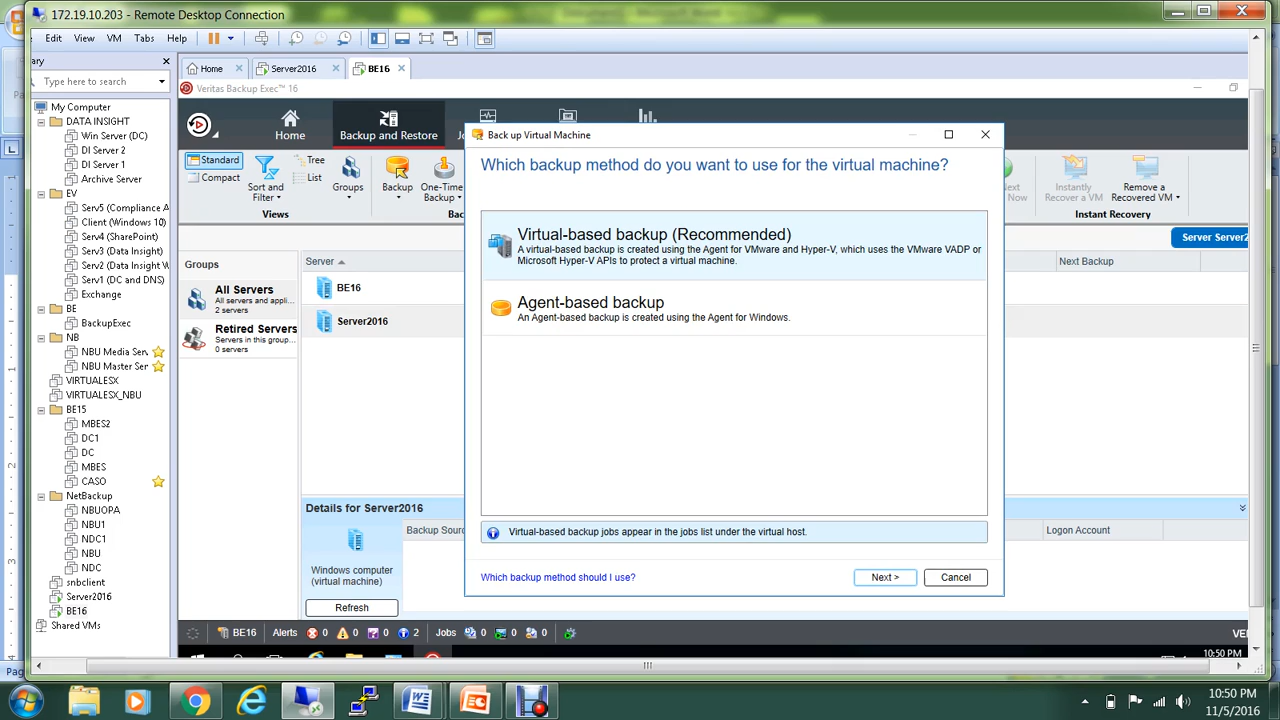 172.19.10.203 - Remote Desktop Connection
Edit View VM Tabs Help
ary
Type here to search
My Computer
DATA INSIGHT
Win Server (DC)
DI Server 2
DI Server 1
Archive Server
EV
Serv5 (Compliance A
Client (Windows 10)
Serv4 (SharePoint)
Serv3 (Data Insight)
Serv2 (Data Insight W
Serv1 (DC and DNS)
Exchange
BE
BackupExec
NB
NBU Media Ser
NBU Master Ser
VIRTUALESX
VIRTUALESX_NBU
BE15
MBES2
DC1
DC
MBES
CASO
NetBackup
NBUOPA
NBU1
NDC1
NBU
NDC
snbclient
Server2016
BE16
Shared VMs
Home Server2016 BE16
Veritas Backup Exec™ 16
Home
Backup and Restore
Standard
Compact
Sort and
Filter
Tree
List
Groups
Backup
One-Time
Backup
Views
Instantly
Recover a VM
Remove a
Recovered VM
Instant Recovery
Groups
All Servers
All servers and appli...
2 servers
Retired Servers
Servers in this group...
0 servers
Server
BE16
Server2016
Next Backup
Details for Server2016
Windows computer
(virtual machine)
Refresh
Backup Sourc
Logon Account
Back up Virtual Machine
Which backup method do you want to use for the virtual machine?
Virtual-based backup (Recommended)
A virtual-based backup is created using the Agent for VMware and Hyper-V, which uses the VMware VADP or
Microsoft Hyper-V APIs to protect a virtual machine.
Agent-based backup
An Agent-based backup is created using the Agent for Windows.
Virtual-based backup jobs appear in the jobs list under the virtual host.
Which backup method should I use?
Next >
Cancel
BE16 Alerts 0 0 0 2 Jobs 0 0 0
10:50 PM
10:50 PM
11/5/2016